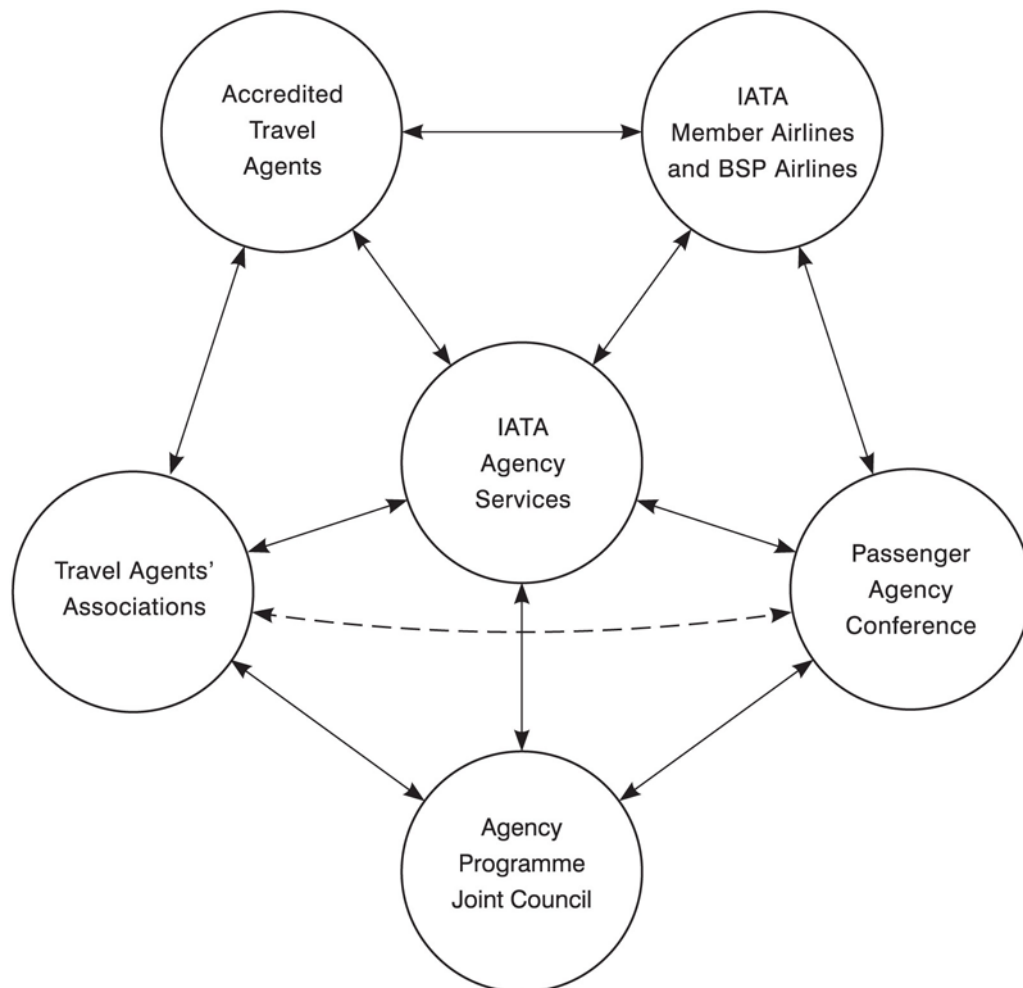 Accredited
Travel
Agents
IATA
Member Airlines
and BSP Airlines
IATA
Agency
Services
Travel Agents’
Associations
Passenger
Agency
Conference
Agency
Programme
Joint Council